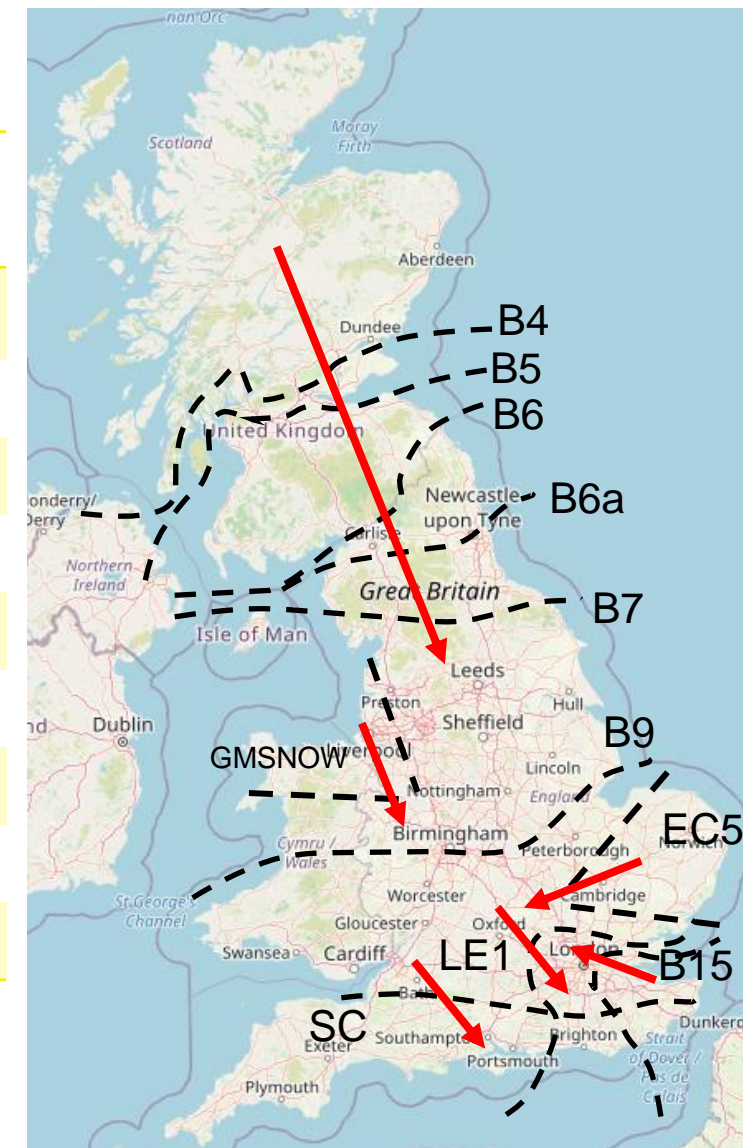 nan Orc
Moray
Firth
Scotland
Aberdeen
Dundee
B4
B5
B6
United Kingdom
Newcastle
upon Tyne
B6a
onderry/
Derry
Carlisle
Northern
Ireland
Great Britain
B7
Isle of Man
Leeds
Preston
Hull
Dublin
nd
Sheffield
B9
GMSNOW
Liverpool
Lincoln
Nottingham
England
Birmingham
EC5
Norwich
Cymru /
Wales
Peterborough
St George's
Channel
Worcester
Cambridge
Gloucester
Oxford
Swansea
Cardiff
LE1
London
B15
Bath
SC
Dunkerq
Exeter
Southampto
Brighton
Strait
of Dover /
Pas de
Calais
Portsmouth
Plymouth